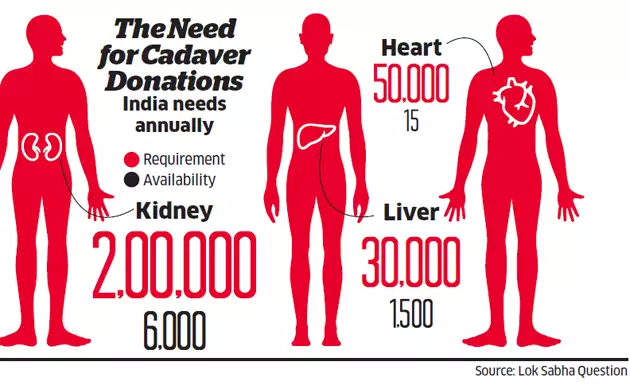 The Need
for Cadaver
Donations
India needs
annually
Requirement
Availability
Kidney
2,00,000
6,000
Heart
50,000
15
Liver
30,000
1,500
Source: Lok Sabha Question